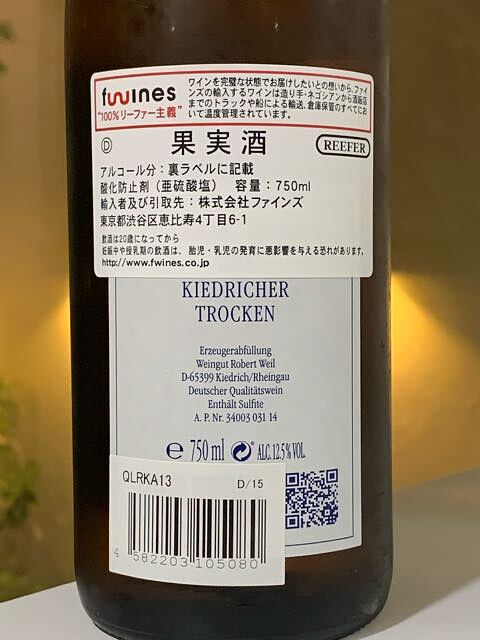 fwines
"100%リーファー主義"
ワインを完璧な状態でお届けしたいとの想いから、ファイ
ンズの輸入するワインは造り手・ネゴシアンから酒販店
までのトラックや船による輸送、倉庫保管のすべてにお
いて温度管理されています。
Ⓓ 果実酒 REEFER
アルコール分：裏ラベルに記載
酸化防止剤（亜硫酸塩） 容量：750ml
輸入者及び引取先：株式会社ファインズ
東京都渋谷区恵比寿4丁目6-1
飲酒は20歳になってから
妊娠中や授乳期の飲酒は、胎児・乳児の発育に悪影響を与える恐れがあります。
http://www.fwines.co.jp
KIEDRICHER
TROCKEN
Erzeugerabfüllung
Weingut Robert Weil
D-65399 Kiedrich/Rheingau
Deutscher Qualitätswein
Enthält Sulfite
A. P. Nr. 34003 031 14
e 750 ml ALC. 12.5% VOL.
QLRKA13 D/15
4 582203 105080